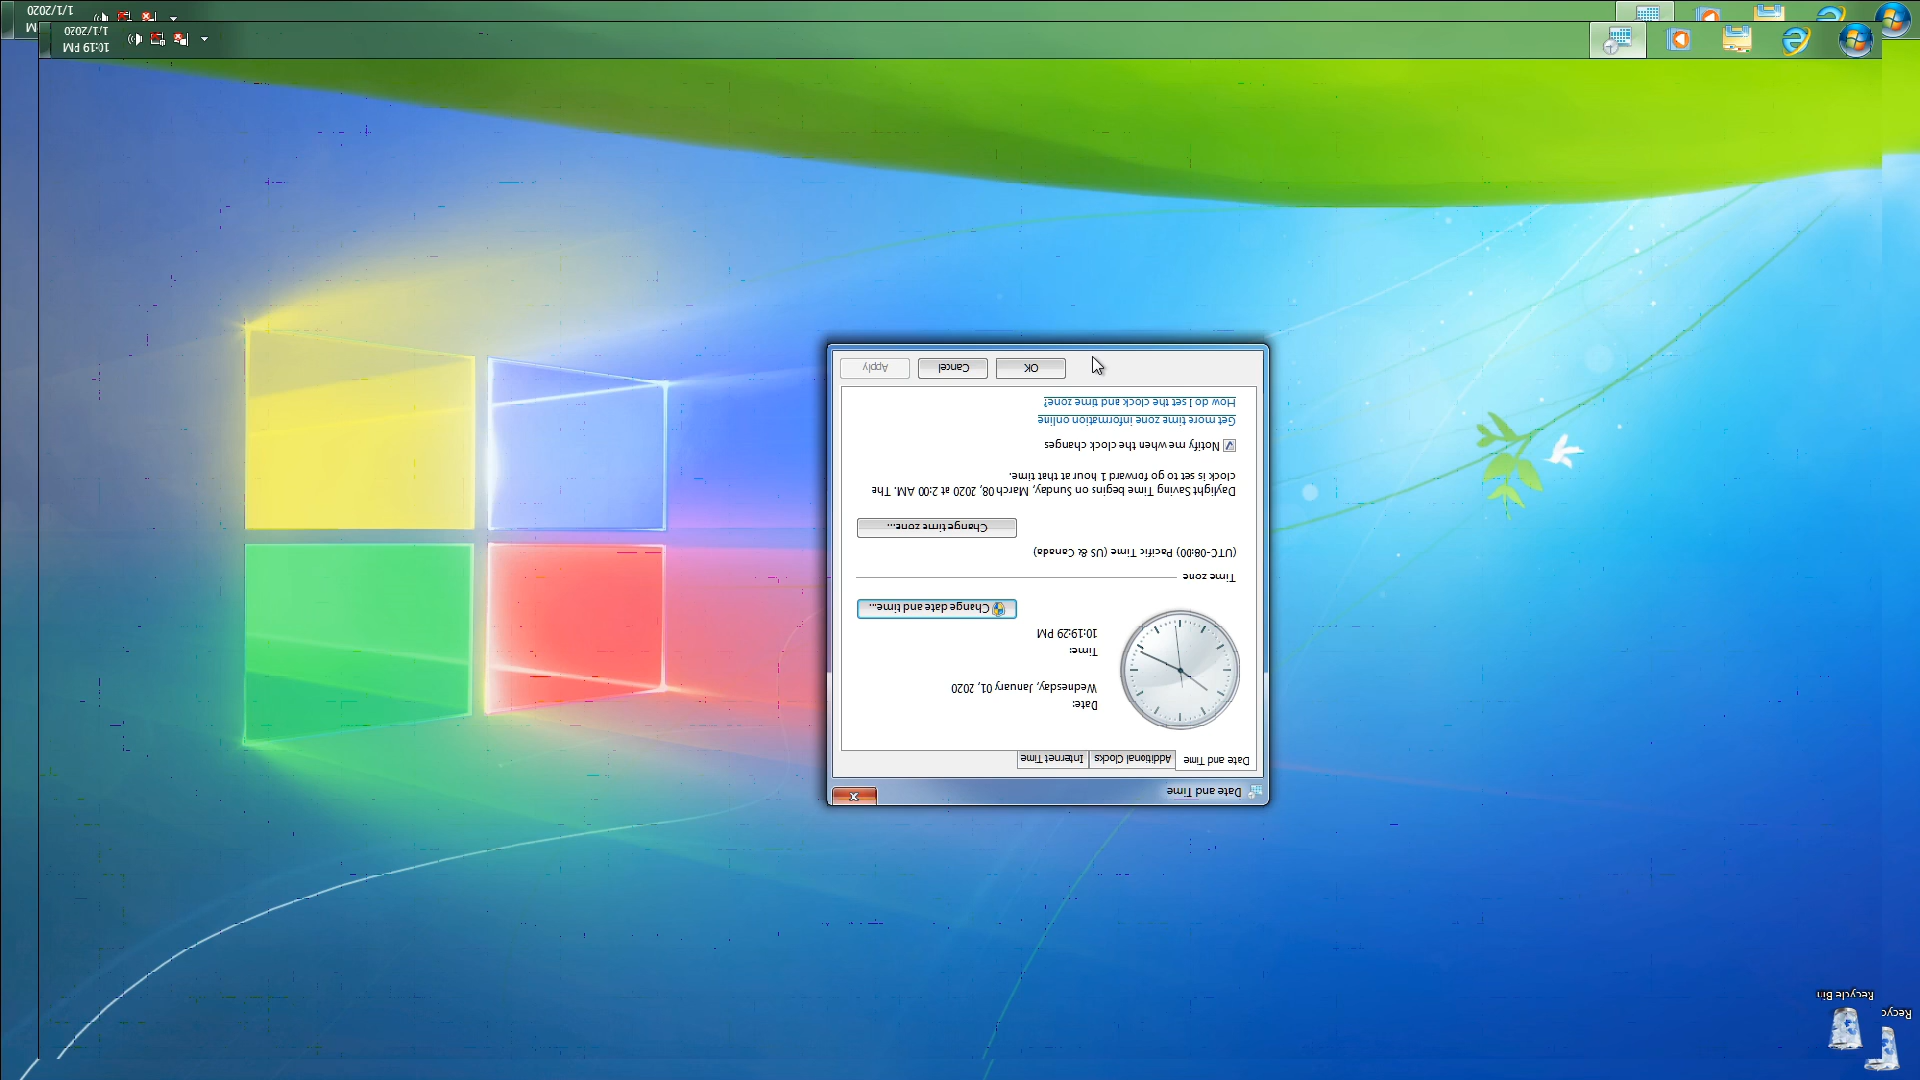 Date and Time
Date and Time
Additional Clocks
Internet Time
Date:
Wednesday, January 01, 2020
Time:
10:19:29 PM
Change date and time...
Time zone
(UTC-08:00) Pacific Time (US & Canada)
Change time zone...
Daylight Saving Time begins on Sunday, March 08, 2020 at 2:00 AM. The
clock is set to go forward 1 hour at that time.
Notify me when the clock changes
Get more time zone information online
How do I set the clock and time zone?
OK
Cancel
Apply
Recyc
Recycle Bin
10:19 PM
1/1/2020
M
1/1/2020